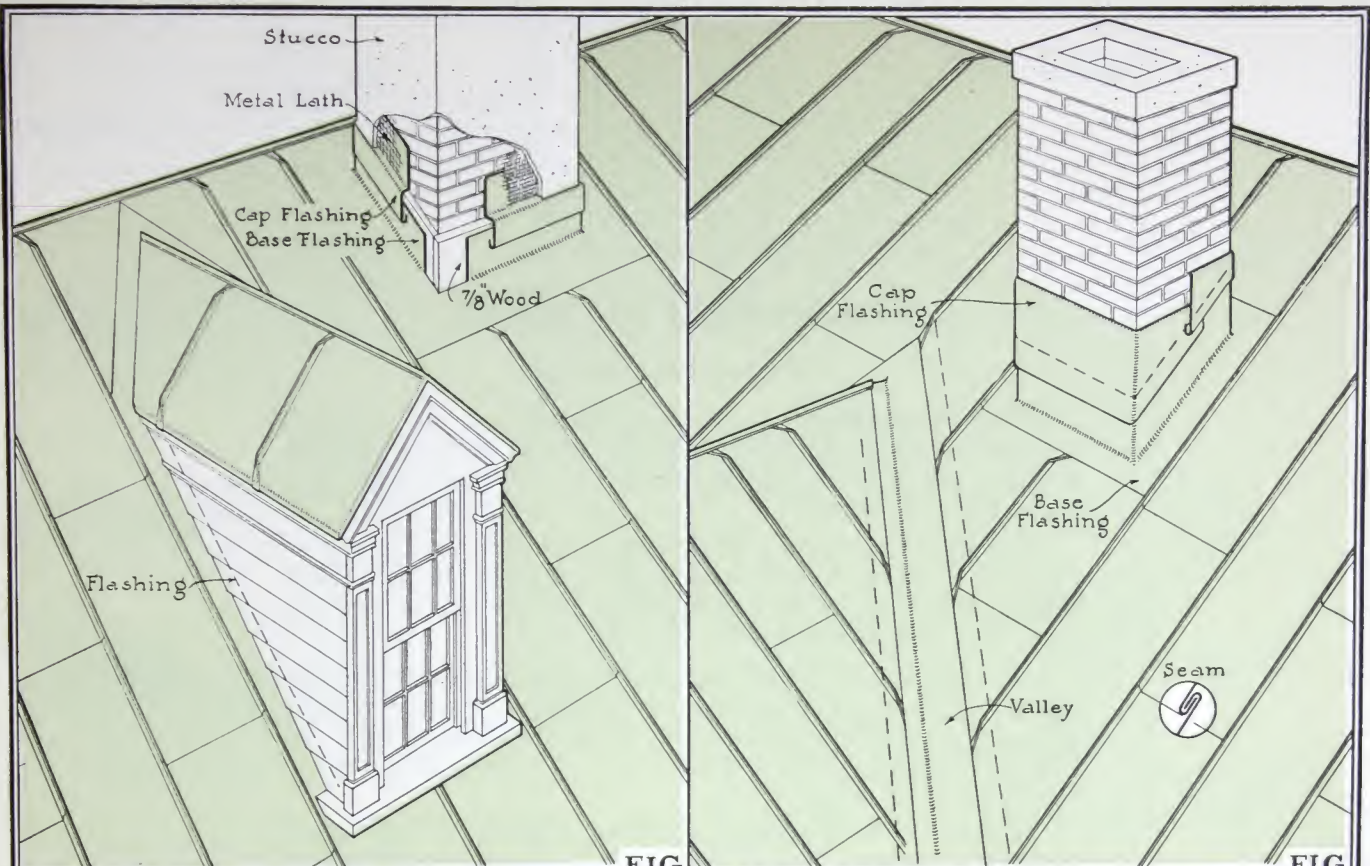 Stucco
Metal Lath
Cap Flashing
Base Flashing
7/8" Wood
Flashing
FIG
Cap
Flashing
Base
Flashing
Valley
Seam
FIG